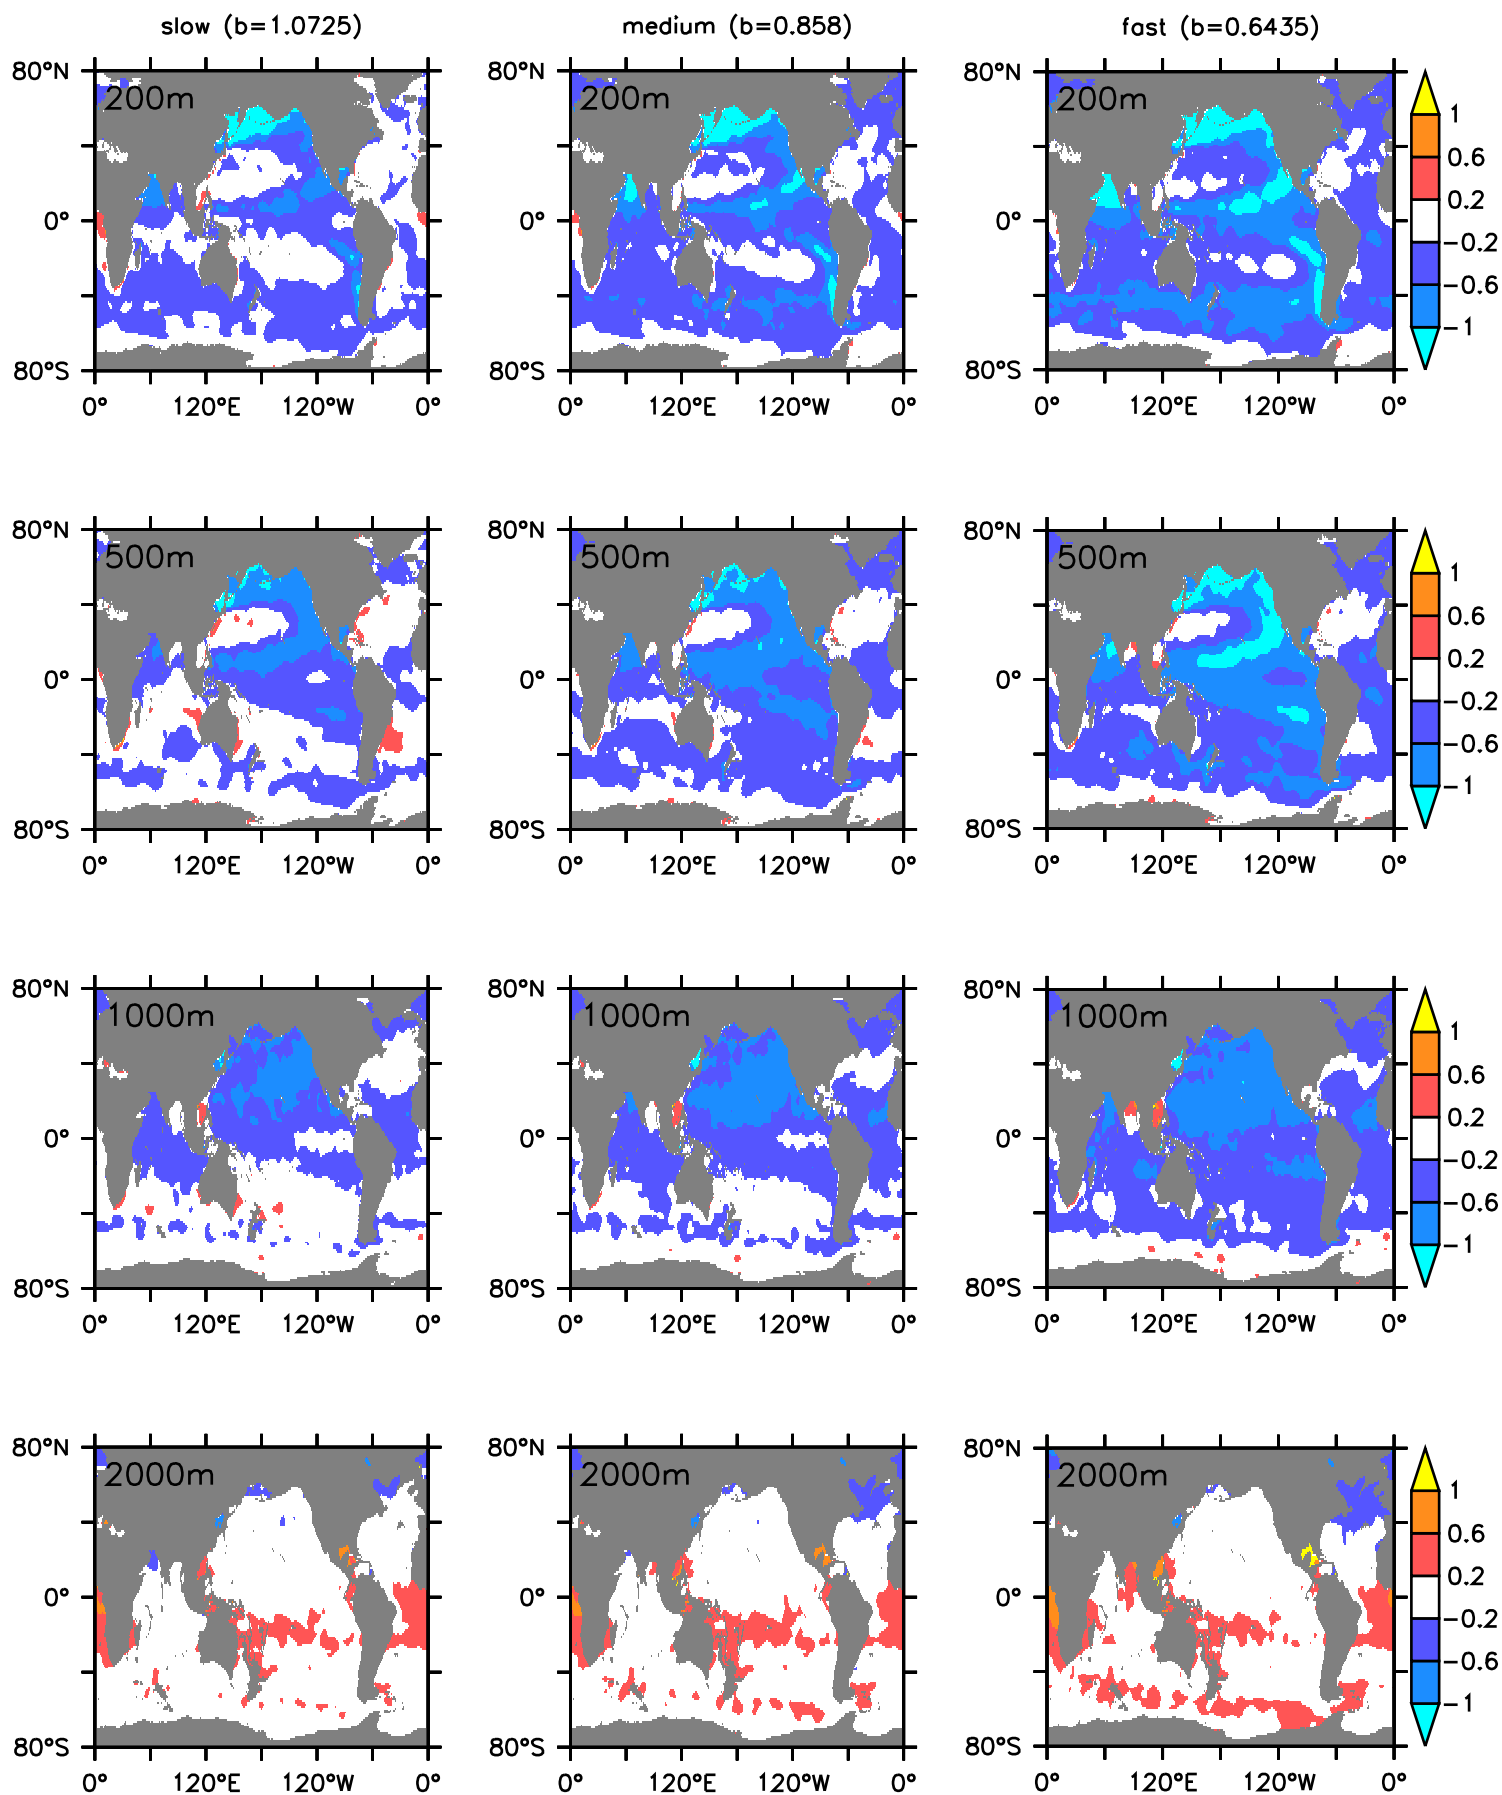 slow (b=1.0725) medium (b=0.858) fast (b=0.6435)
80°N 80°N 80°N
200m 200m 200m
1
0.6
0.2
0° 0° 0°
−0.2
−0.6
−1
80°S 80°S 80°S
0° 120°E 120°W 0° 0° 120°E 120°W 0° 0° 120°E 120°W 0°
80°N 80°N 80°N
500m 500m 500m
1
0.6
0.2
0° 0° 0°
−0.2
−0.6
−1
80°S 80°S 80°S
0° 120°E 120°W 0° 0° 120°E 120°W 0° 0° 120°E 120°W 0°
80°N 80°N 80°N
1000m 1000m 1000m
1
0.6
0.2
0° 0° 0°
−0.2
−0.6
−1
80°S 80°S 80°S
0° 120°E 120°W 0° 0° 120°E 120°W 0° 0° 120°E 120°W 0°
80°N 80°N 80°N
2000m 2000m 2000m
1
0.6
0.2
0° 0° 0°
−0.2
−0.6
−1
80°S 80°S 80°S
0° 120°E 120°W 0° 0° 120°E 120°W 0° 0° 120°E 120°W 0°